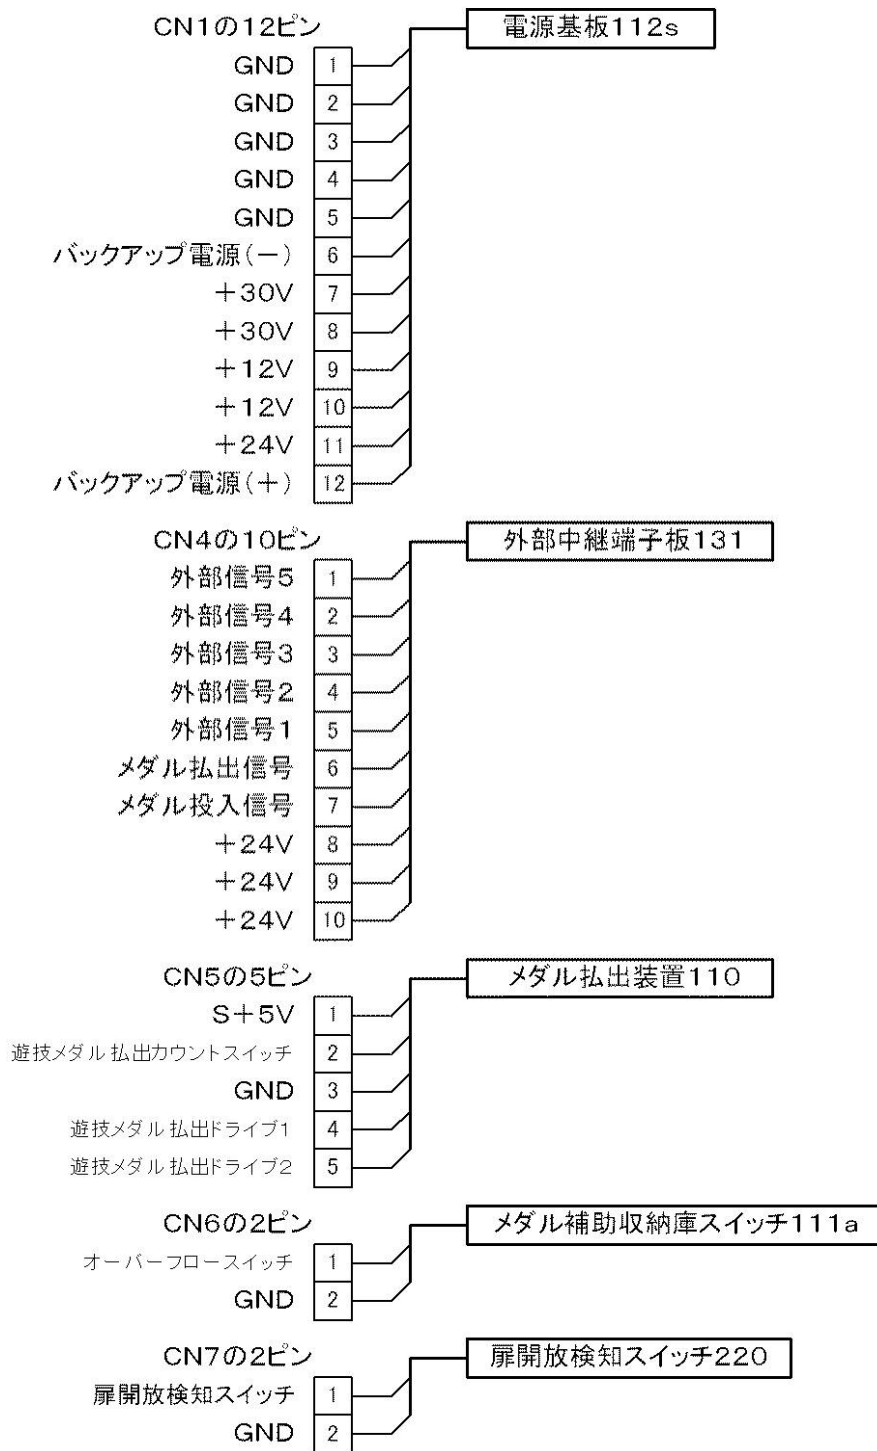 CN1の12ピン 電源基板112s
GND 1
GND 2
GND 3
GND 4
GND 5
バックアップ電源(－) 6
＋30V 7
＋30V 8
＋12V 9
＋12V 10
＋24V 11
バックアップ電源(＋) 12
CN4の10ピン 外部中継端子板131
外部信号5 1
外部信号4 2
外部信号3 3
外部信号2 4
外部信号1 5
メダル払出信号 6
メダル投入信号 7
＋24V 8
＋24V 9
＋24V 10
CN5の5ピン メダル払出装置110
S＋5V 1
遊技メダル払出カウントスイッチ 2
GND 3
遊技メダル払出ドライブ1 4
遊技メダル払出ドライブ2 5
CN6の2ピン メダル補助収納庫スイッチ111a
オーバーフロースイッチ 1
GND 2
CN7の2ピン 扉開放検知スイッチ220
扉開放検知スイッチ 1
GND 2